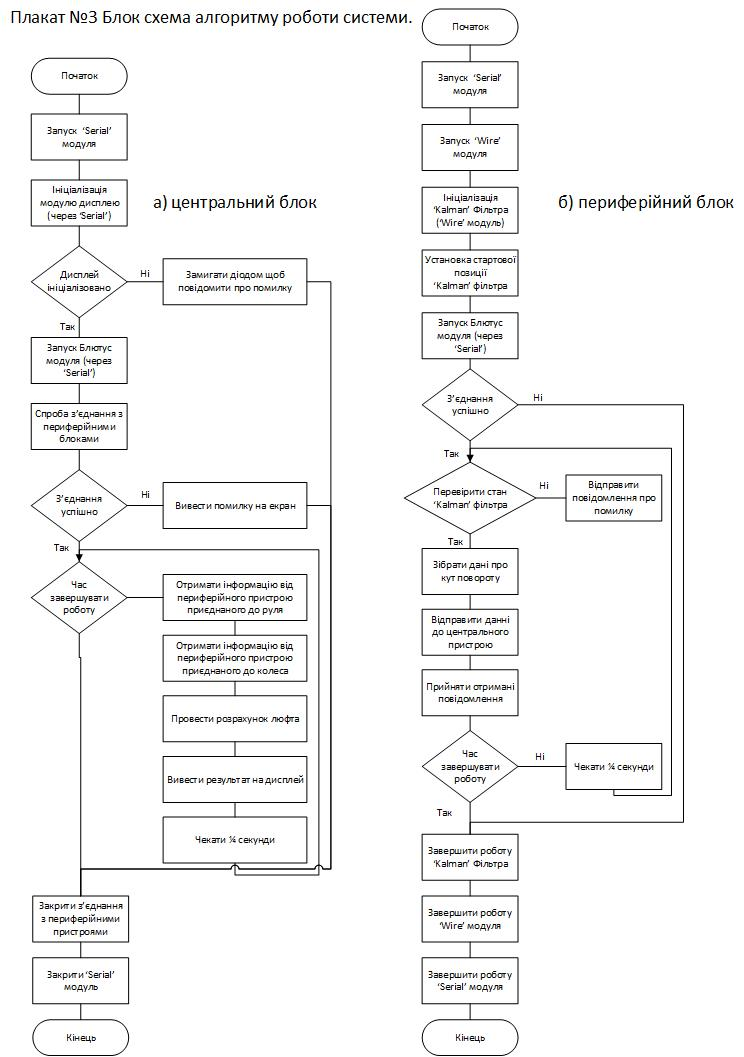 Плакат №3 Блок схема алгоритму роботи системи.
Початок
Запуск ‘Serial’
модуля
Ініціалізація
модулю дисплею
(через ‘Serial’)
а) центральний блок
Дисплей
ініціалізовано
Ні
Замигати діодом щоб
повідомити про помилку
Так
Запуск Блютус
модуля (через
‘Serial’)
Спроба з’єднання з
периферійними
блоками
З’єднання
успішно
Ні
Вивести помилку на екран
Так
Час
завершувати
роботу
Отримати інформацію від
периферійного пристрою
приєднаного до руля
Отримати інформацію від
периферійного пристрою
приєднаного до колеса
Провести розрахунок люфта
Вивести результат на дисплей
Чекати ¼ секунди
Закрити з’єднання
з периферійними
пристроями
Закрити ‘Serial’
модуль
Кінець
Початок
Запуск ‘Serial’
модуля
Запуск ‘Wire’
модуля
Ініціалізація
‘Kalman’ Фільтра
(‘Wire’ модуль)
б) периферійний блок
Установка стартової
позиції
‘Kalman’ фільтра
Запуск Блютус
модуля (через
‘Serial’)
З’єднання
успішно
Ні
Так
Перевірити стан
‘Kalman’ фільтра
Ні
Відправити
повідомлення про
помилку
Так
Зібрати дані про
кут повороту
Відправити данні
до центрального
пристрою
Прийняти отримані
повідомлення
Час
завершувати
роботу
Ні
Чекати ¼ секунди
Так
Завершити роботу
‘Kalman’ Фільтра
Завершити роботу
‘Wire’ модуля
Завершити роботу
‘Serial’ модуля
Кінець